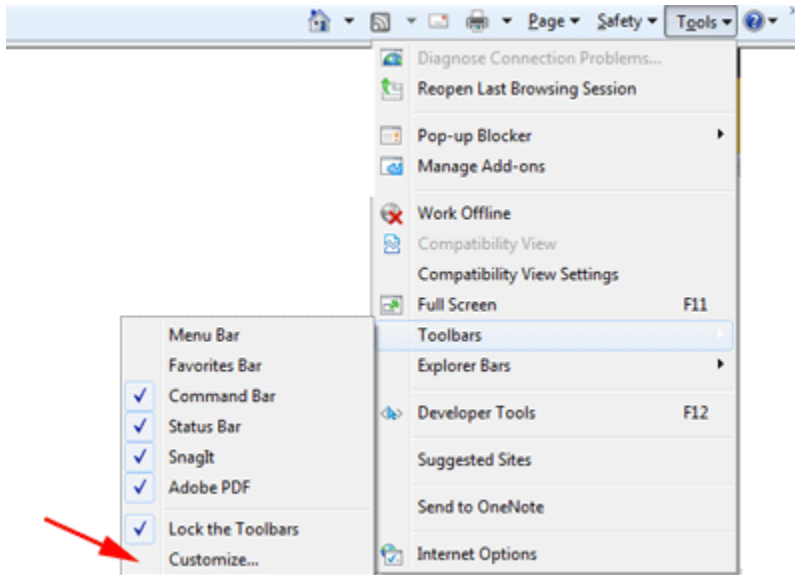 Page Safety Tools
Diagnose Connection Problems...
Reopen Last Browsing Session
Pop-up Blocker
Manage Add-ons
Work Offline
Compatibility View
Compatibility View Settings
Full Screen F11
Toolbars
Explorer Bars
Developer Tools F12
Suggested Sites
Send to OneNote
Internet Options
Menu Bar
Favorites Bar
Command Bar
Status Bar
SnagIt
Adobe PDF
Lock the Toolbars
Customize...